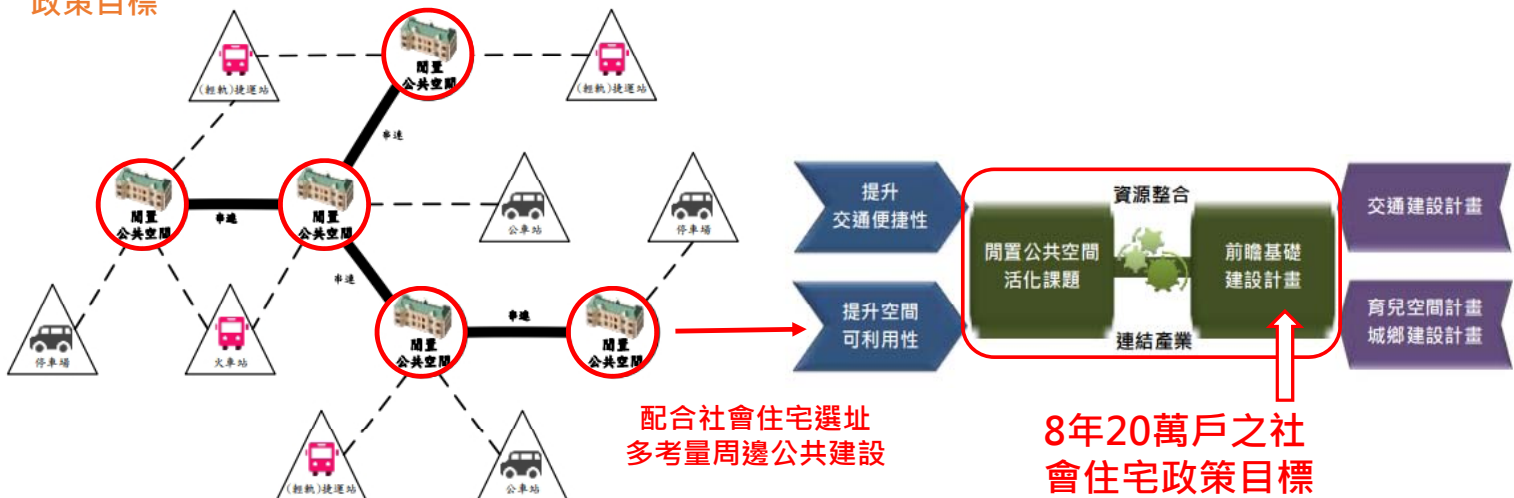 政策目標
閒置
公共空間
(輕軌)捷運站
(輕軌)捷運站
串連
閒置
公共空間
串連
閒置
公共空間
公車站
停車場
串連
停車場
火車站
閒置
公共空間
串連
閒置
公共空間
(輕軌)捷運站
公車站
配合社會住宅選址
多考量周邊公共建設
提升
交通便捷性
提升空間
可利用性
資源整合
閒置公共空間
活化課題
前瞻基礎
建設計畫
連結產業
交通建設計畫
育兒空間計畫
城鄉建設計畫
8年20萬戶之社
會住宅政策目標